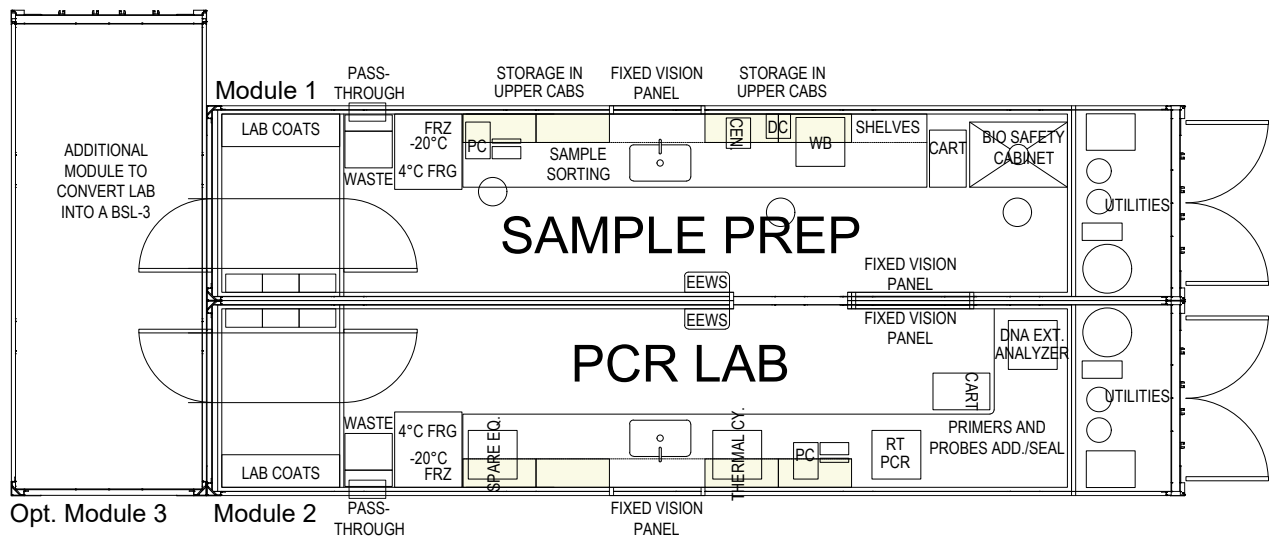 PASS-
THROUGH
STORAGE IN
UPPER CABS
FIXED VISION
PANEL
STORAGE IN
UPPER CABS
Module 1
ADDITIONAL
MODULE TO
CONVERT LAB
INTO A BSL-3
LAB COATS
WASTE
FRZ
-20°C
4°C FRG
PC
SAMPLE
SORTING
CEN.
DC
WB
SHELVES
CART
BIO SAFETY
CABINET
UTILITIES
SAMPLE PREP
EEWS
FIXED VISION
PANEL
EEWS
FIXED VISION
PANEL
DNA EXT.
ANALYZER
PCR LAB
CART
UTILITIES
WASTE
LAB COATS
4°C FRG
-20°C
FRZ
SPARE EQ.
THERMAL CY.
PC
RT
PCR
PRIMERS AND
PROBES ADD./SEAL
Opt. Module 3
Module 2
PASS-
THROUGH
FIXED VISION
PANEL